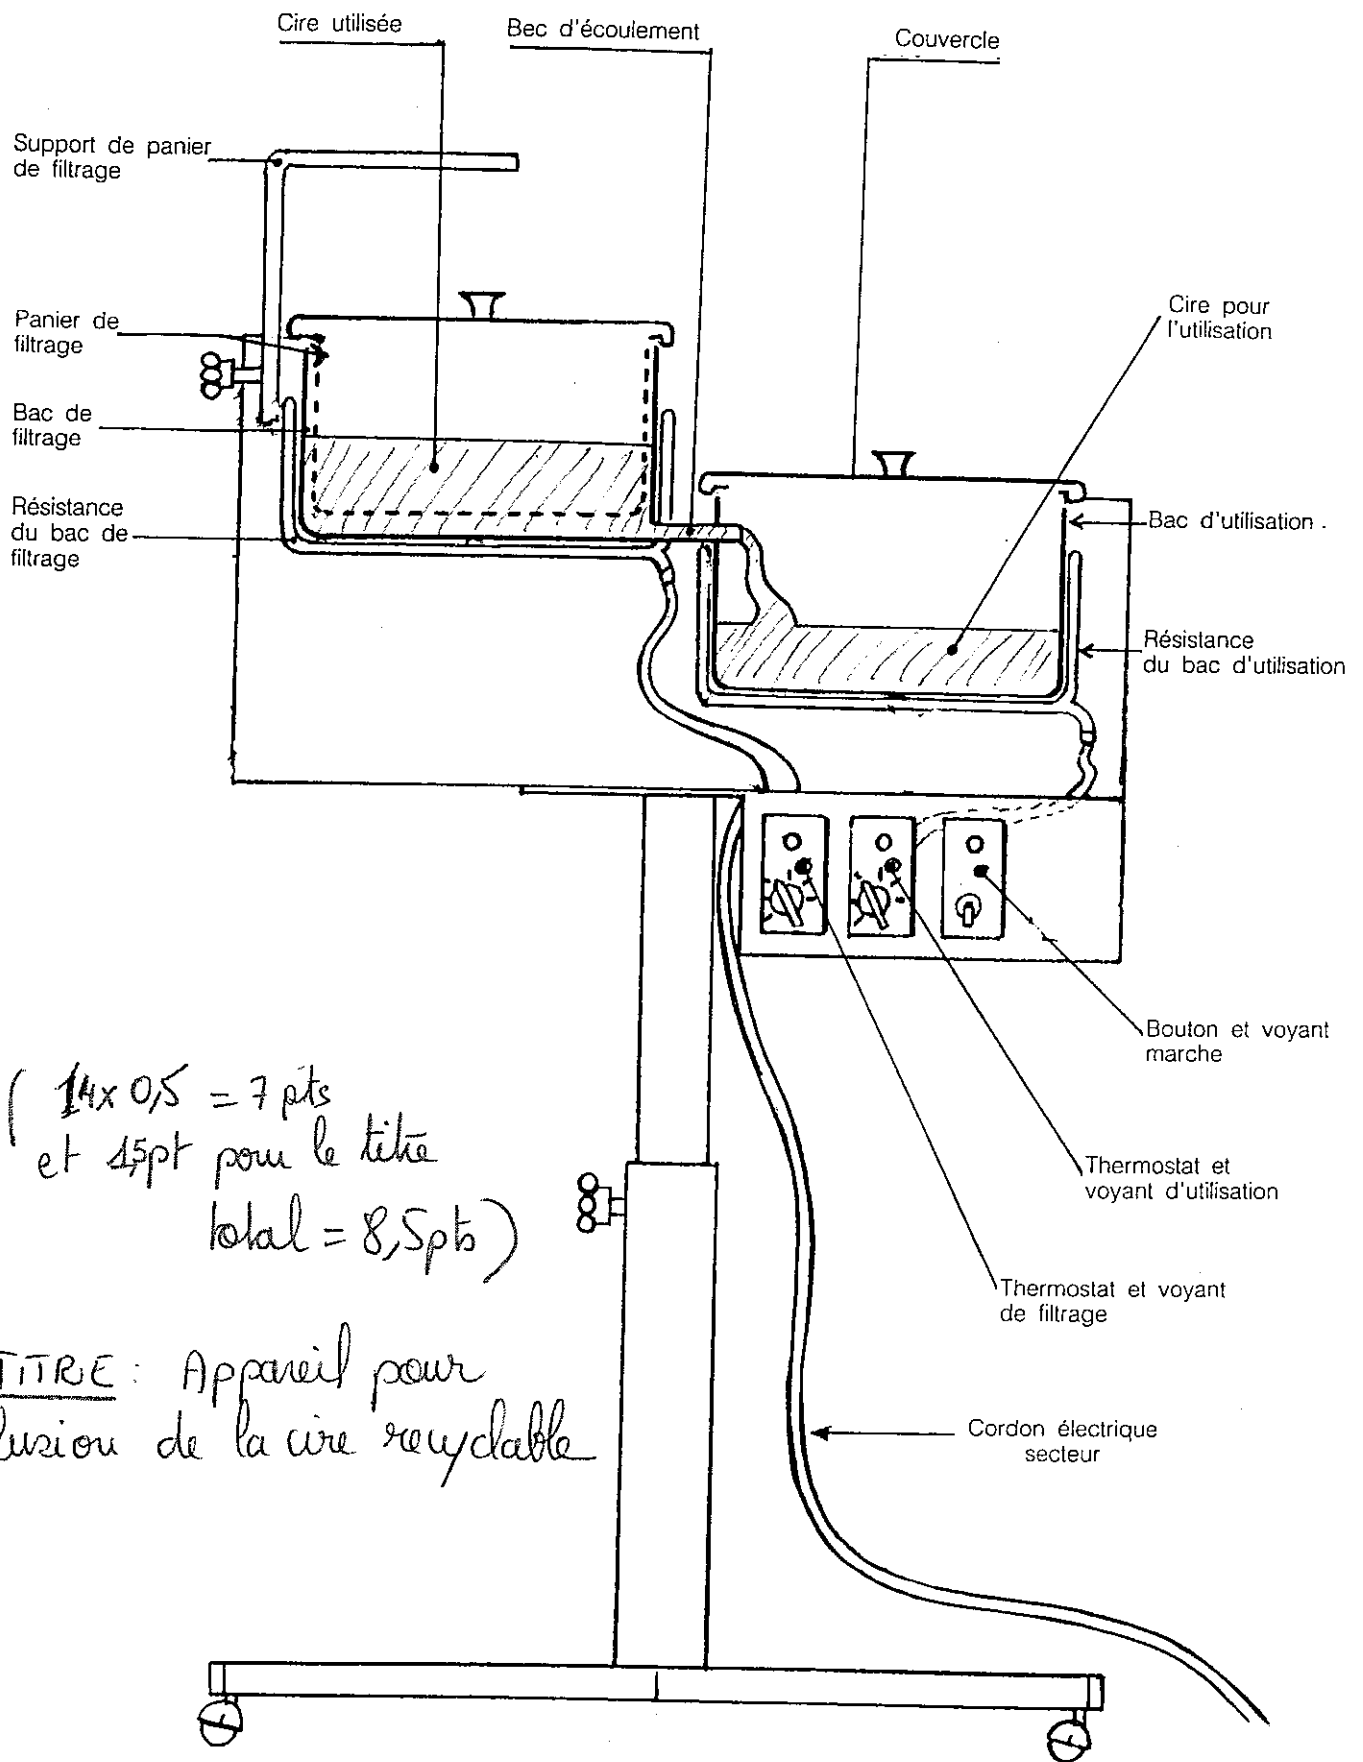 Cire utilisée
Bec d'écoulement
Couvercle
Support de panier
de filtrage
Panier de
filtrage
Cire pour
l'utilisation
Bac de
filtrage
Résistance
du bac de
filtrage
Bac d'utilisation
Résistance
du bac d'utilisation
Bouton et voyant
marche
Thermostat et
voyant d'utilisation
Thermostat et voyant
de filtrage
Cordon électrique
secteur
( 14x 0,5 = 7 pts
et 1,5pt pour le titre
total = 8,5pts )
TITRE : Appareil pour
fusion de la cire recyclable